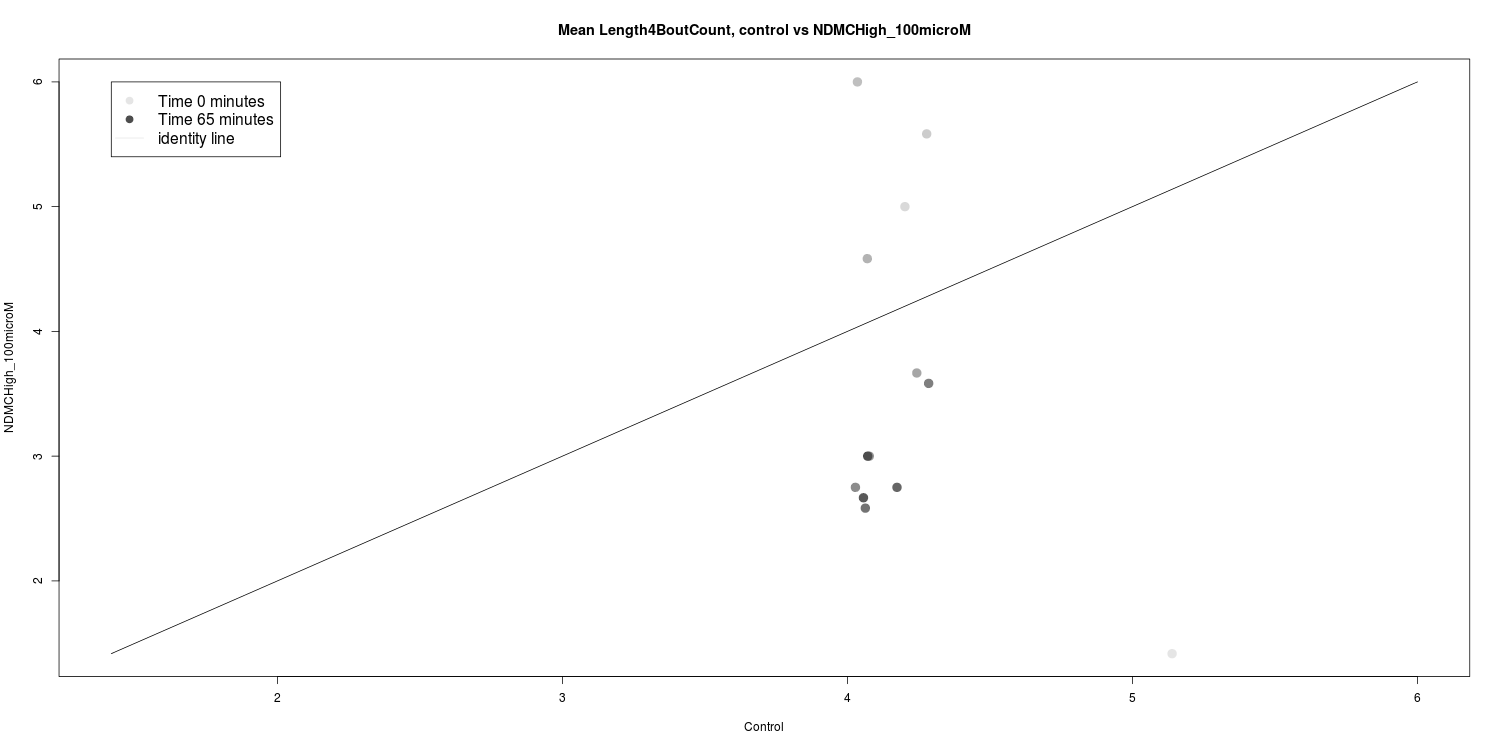 Mean Length4BoutCount, control vs NDMCHigh_100microM
Time 0 minutes
Time 65 minutes
identity line
6
5
4
3
2
NDMCHigh_100microM
2 3 4 5 6
Control